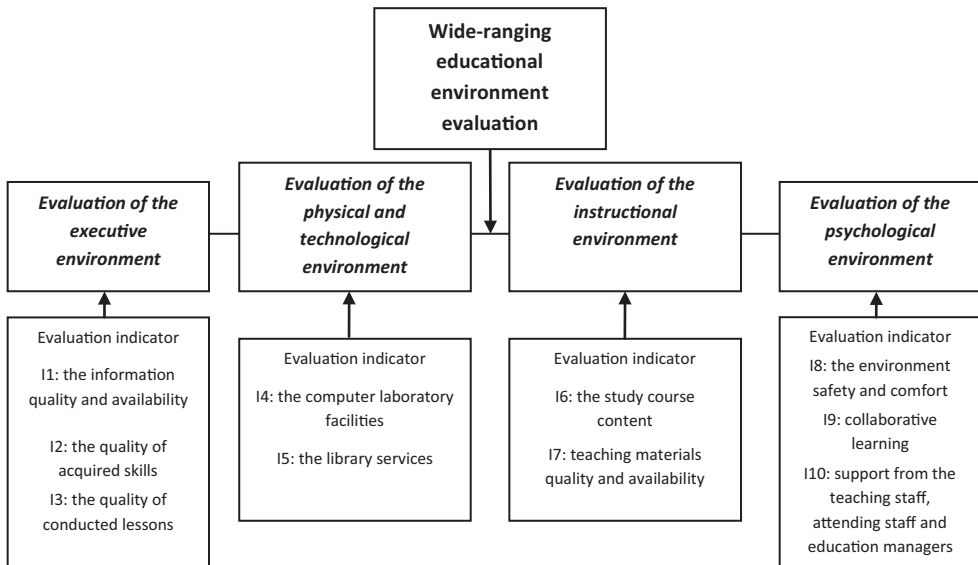 Wide-ranging
educational
environment
evaluation
Evaluation of the
executive
environment
Evaluation of the
physical and
technological
environment
Evaluation of the
instructional
environment
Evaluation of the
psychological
environment
Evaluation indicator
I1: the information
quality and availability
I2: the quality of
acquired skills
I3: the quality of
conducted lessons
Evaluation indicator
I4: the computer laboratory
facilities
I5: the library services
Evaluation indicator
I6: the study course
content
I7: teaching materials
quality and availability
Evaluation indicator
I8: the environment
safety and comfort
I9: collaborative
learning
I10: support from the
teaching staff,
attending staff and
education managers